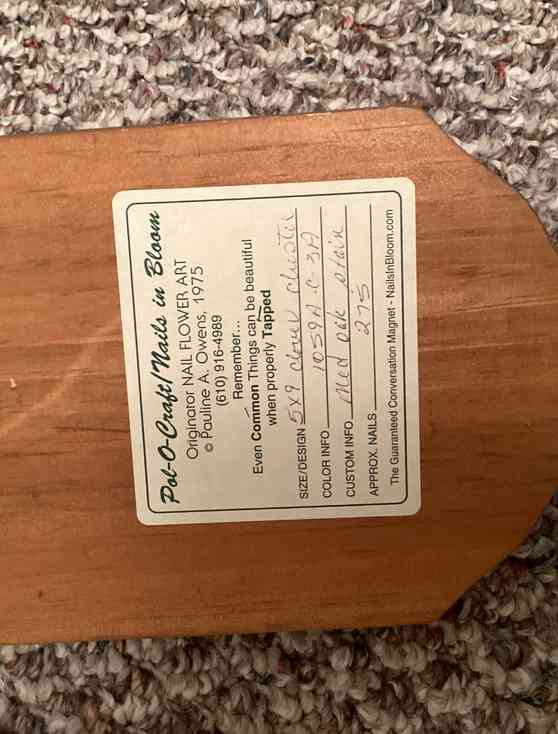 Pol-O-Craft/Nails in Bloom
Originator NAIL FLOWER ART
© Pauline A. Owens, 1975
(610) 916-4989
Remember...
Even Common Things can be beautiful
when properly Tapped
SIZE/DESIGN 5x9 clover cluster
COLOR INFO 1059A-C-3A
CUSTOM INFO Med oak stain
APPROX. NAILS 275
The Guaranteed Conversation Magnet - NailsInBloom.com